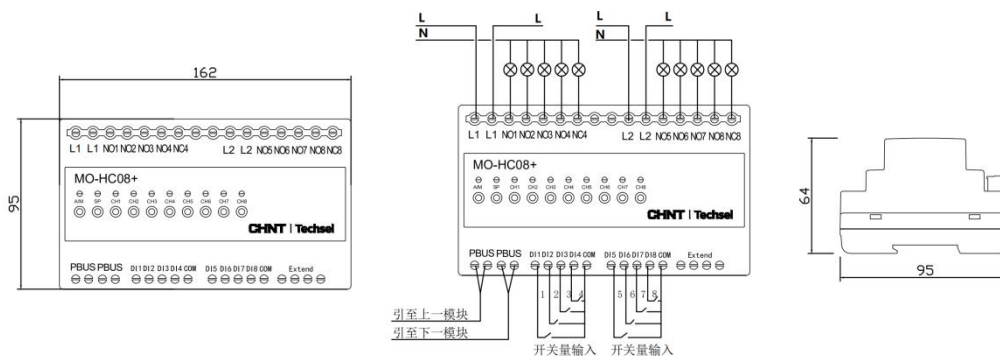 162
95
L1 L1 NO1 NO2 NO3 NO4 NC4 L2 L2 NO5 NO6 NO7 NO8 NC8
MO-HC08+
A/M SP CH1 CH2 CH3 CH4 CH5 CH6 CH7 CH8
CHNT | Techsel
PBUS PBUS DI1 DI2 DI3 DI4 COM DI5 DI6 DI7 DI8 COM Extend
L L L L
N N
L1 L1 NO1 NO2 NO3 NO4 NC4 L2 L2 NO5 NO6 NO7 NO8 NC8
MO-HC08+
A/M SP CH1 CH2 CH3 CH4 CH5 CH6 CH7 CH8
CHNT | Techsel
PBUS PBUS DI1 DI2 DI3 DI4 COM DI5 DI6 DI7 DI8 COM Extend
1 2 3 4 5 6 7 8
引至上一模块
引至下一模块
开关量输入 开关量输入
64
95